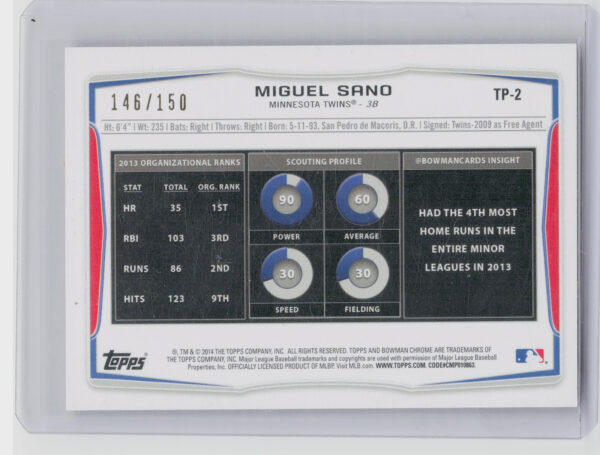 146/150
MIGUEL SANO
MINNESOTA TWINS® - 3B
TP-2
Ht: 6'4" | Wt: 235 | Bats: Right | Throws: Right | Born: 5-11-93, San Pedro de Macoris, D.R. | Signed: Twins-2009 as Free Agent
2013 ORGANIZATIONAL RANKS
STAT TOTAL ORG. RANK
HR 35 1ST
RBI 103 3RD
RUNS 86 2ND
HITS 123 9TH
SCOUTING PROFILE
90 60
POWER AVERAGE
30 30
SPEED FIELDING
@BOWMANCARDS INSIGHT
HAD THE 4TH MOST
HOME RUNS IN THE
ENTIRE MINOR
LEAGUES IN 2013
Topps
®, TM & © 2014 THE TOPPS COMPANY, INC. ALL RIGHTS RESERVED. TOPPS AND BOWMAN CHROME ARE TRADEMARKS OF
THE TOPPS COMPANY, INC. Major League Baseball trademarks and copyrights are used with permission of Major League Baseball
Properties, Inc. OFFICIALLY LICENSED PRODUCT OF MLBP. Visit MLB.com. WWW.TOPPS.COM. CODE#CMP010863.